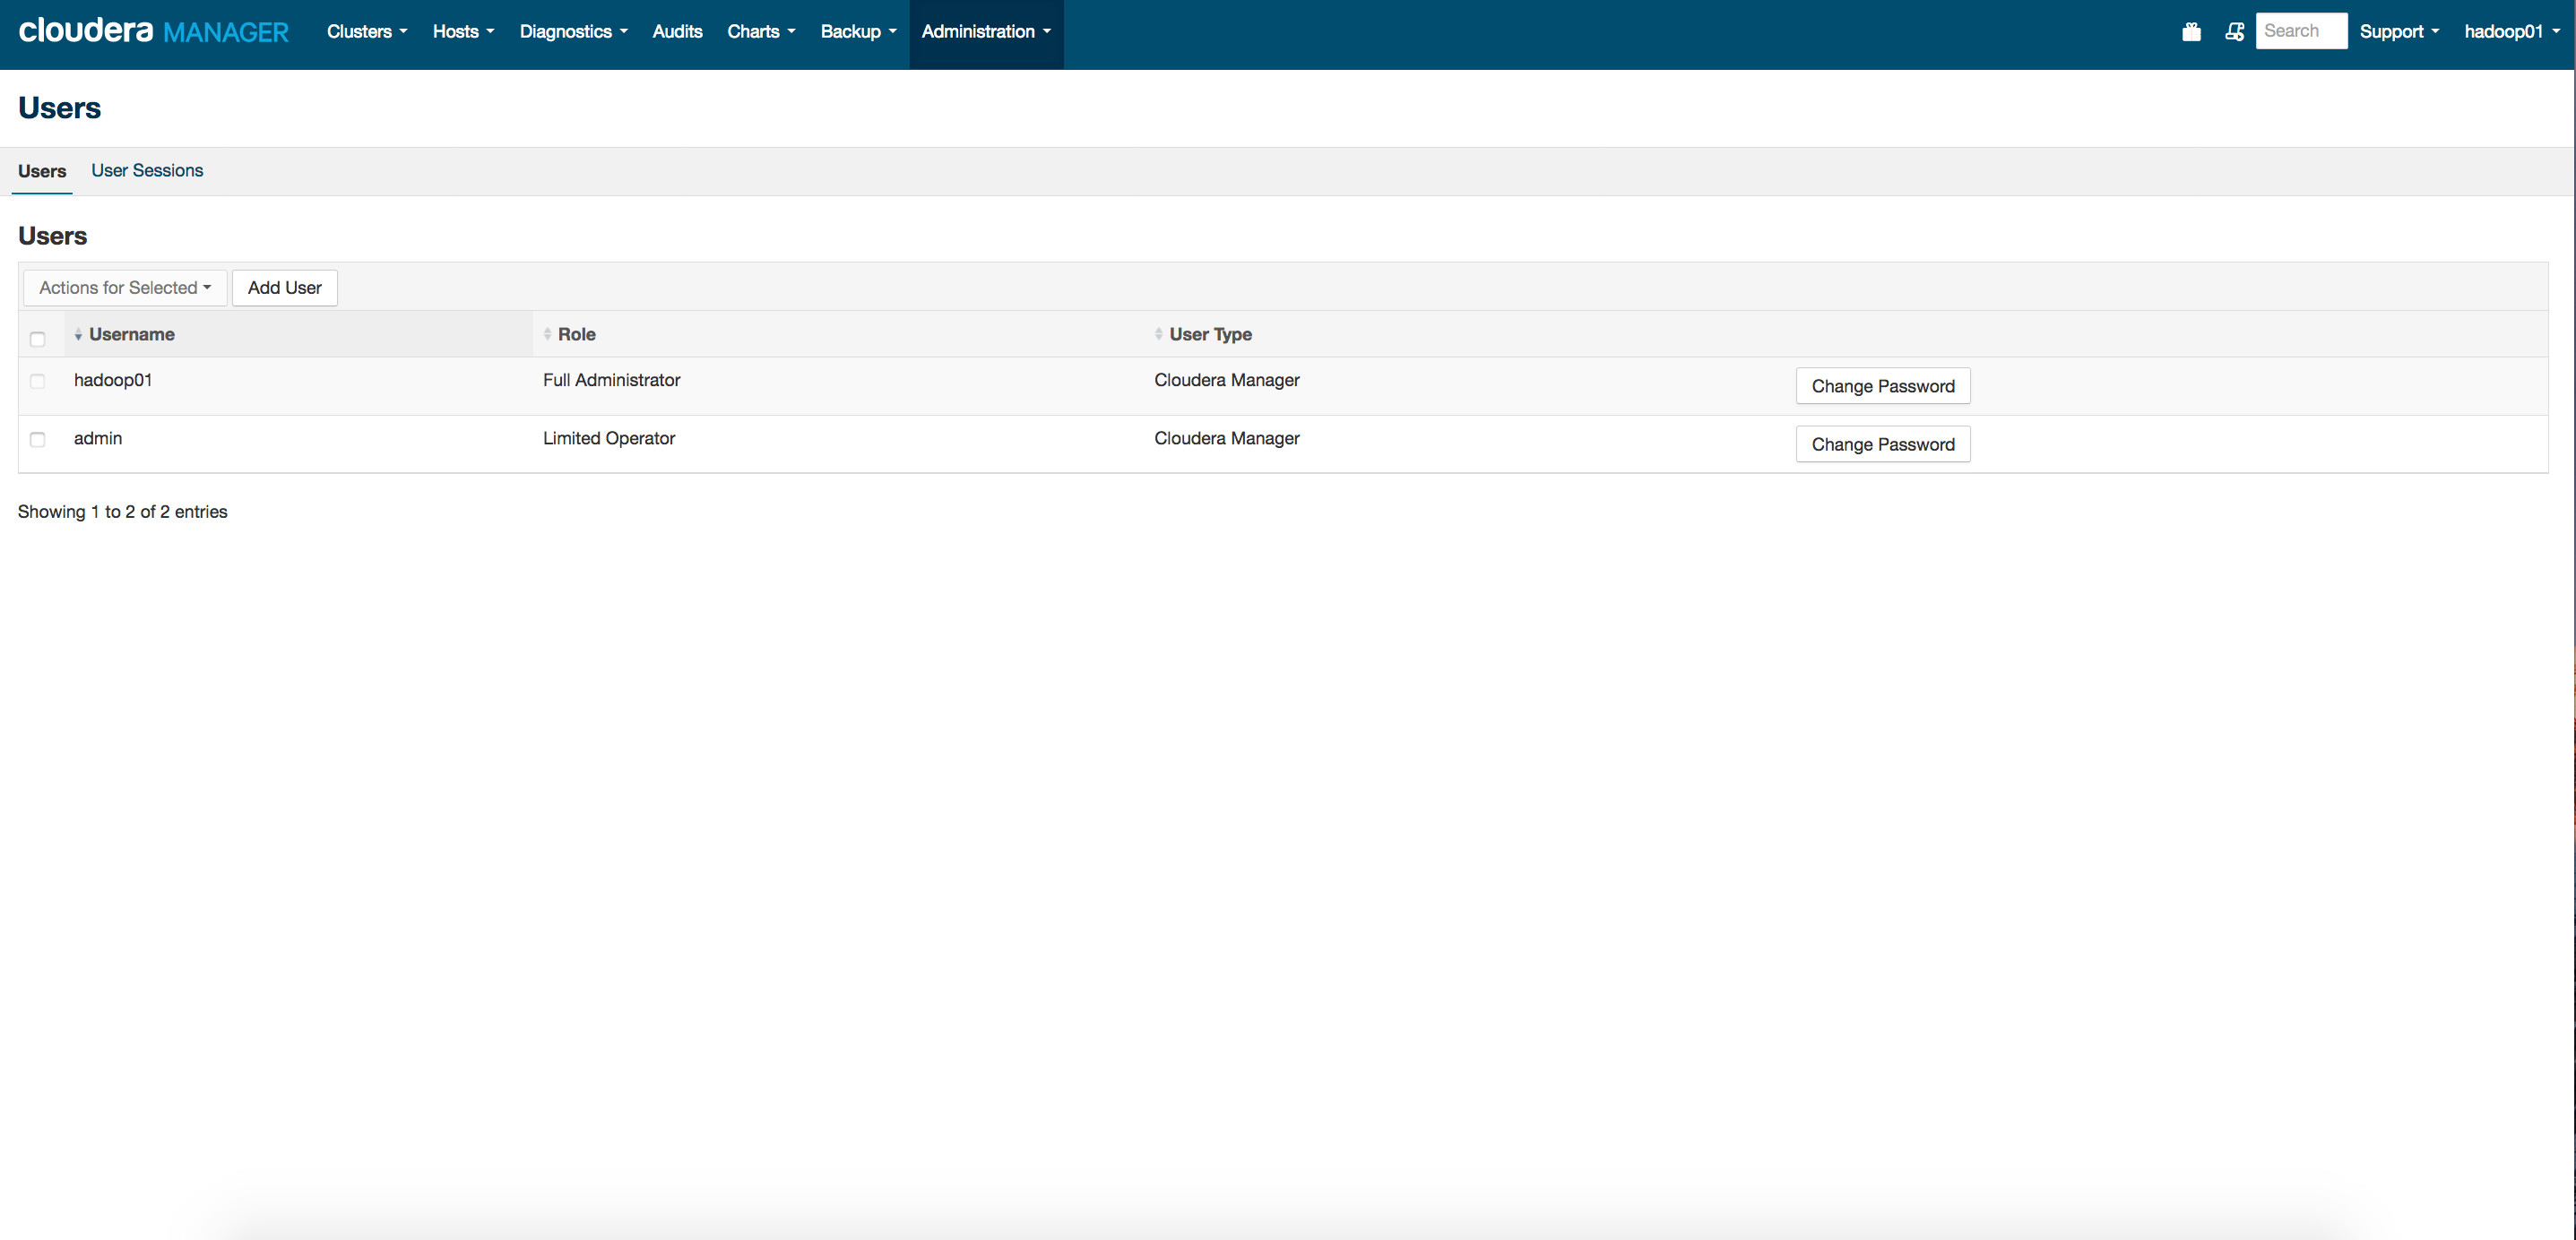 cloudera MANAGER Clusters Hosts Diagnostics Audits Charts Backup Administration Search Support hadoop01
Users
Users User Sessions
Users
Actions for Selected Add User
Username Role User Type
hadoop01 Full Administrator Cloudera Manager Change Password
admin Limited Operator Cloudera Manager Change Password
Showing 1 to 2 of 2 entries